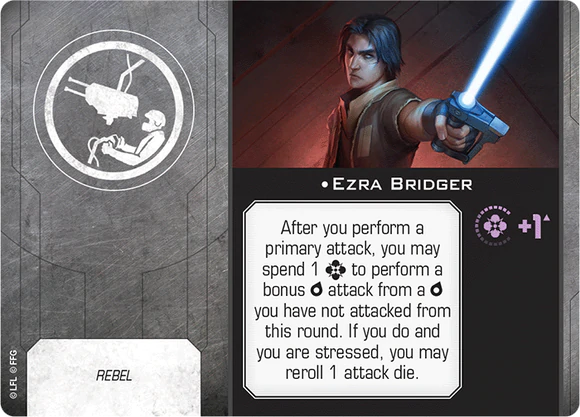 •Ezra Bridger
After you perform a
primary attack, you may
spend 1 to perform a
bonus attack from a
you have not attacked from
this round. If you do and
you are stressed, you may
reroll 1 attack die.
+1
REBEL
© LFL © FFG